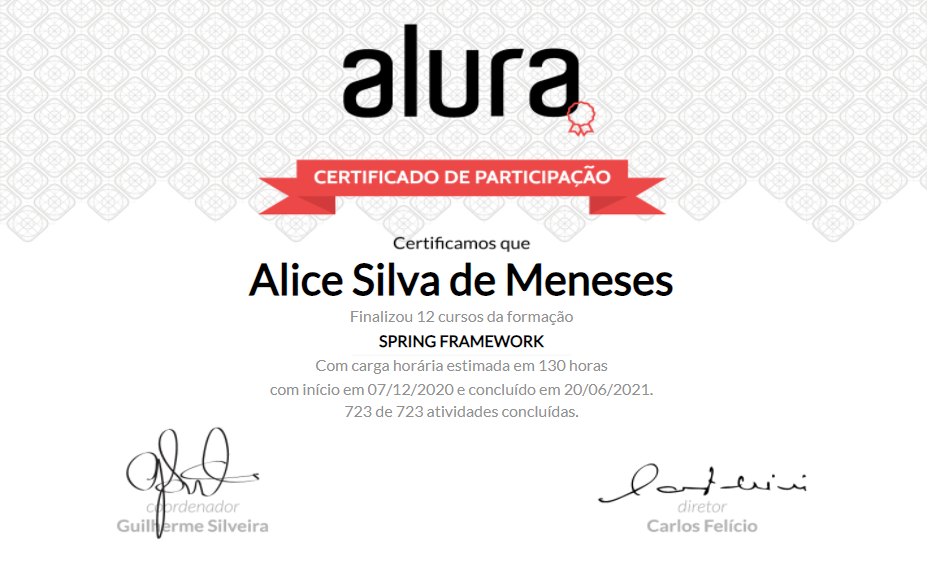 alura
CERTIFICADO DE PARTICIPAÇÃO
Certificamos que
Alice Silva de Meneses
Finalizou 12 cursos da formação
SPRING FRAMEWORK
Com carga horária estimada em 130 horas
com início em 07/12/2020 e concluído em 20/06/2021.
723 de 723 atividades concluídas.
coordenador
Guilherme Silveira
diretor
Carlos Felício